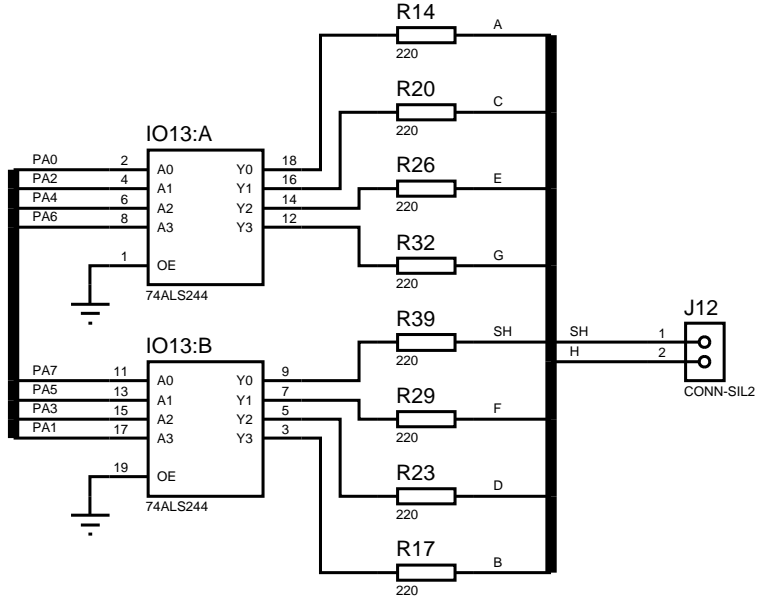 R14
A
220
R20
C
220
IO13:A
PA0 2 A0 Y0 18
PA2 4 A1 Y1 16
PA4 6 A2 Y2 14
PA6 8 A3 Y3 12
1 OE
74ALS244
R26
E
220
R32
G
220
IO13:B
PA7 11 A0 Y0 9
PA5 13 A1 Y1 7
PA3 15 A2 Y2 5
PA1 17 A3 Y3 3
19 OE
74ALS244
R39
SH
220
R29
F
220
R23
D
220
R17
B
220
J12
SH 1
H 2
CONN-SIL2